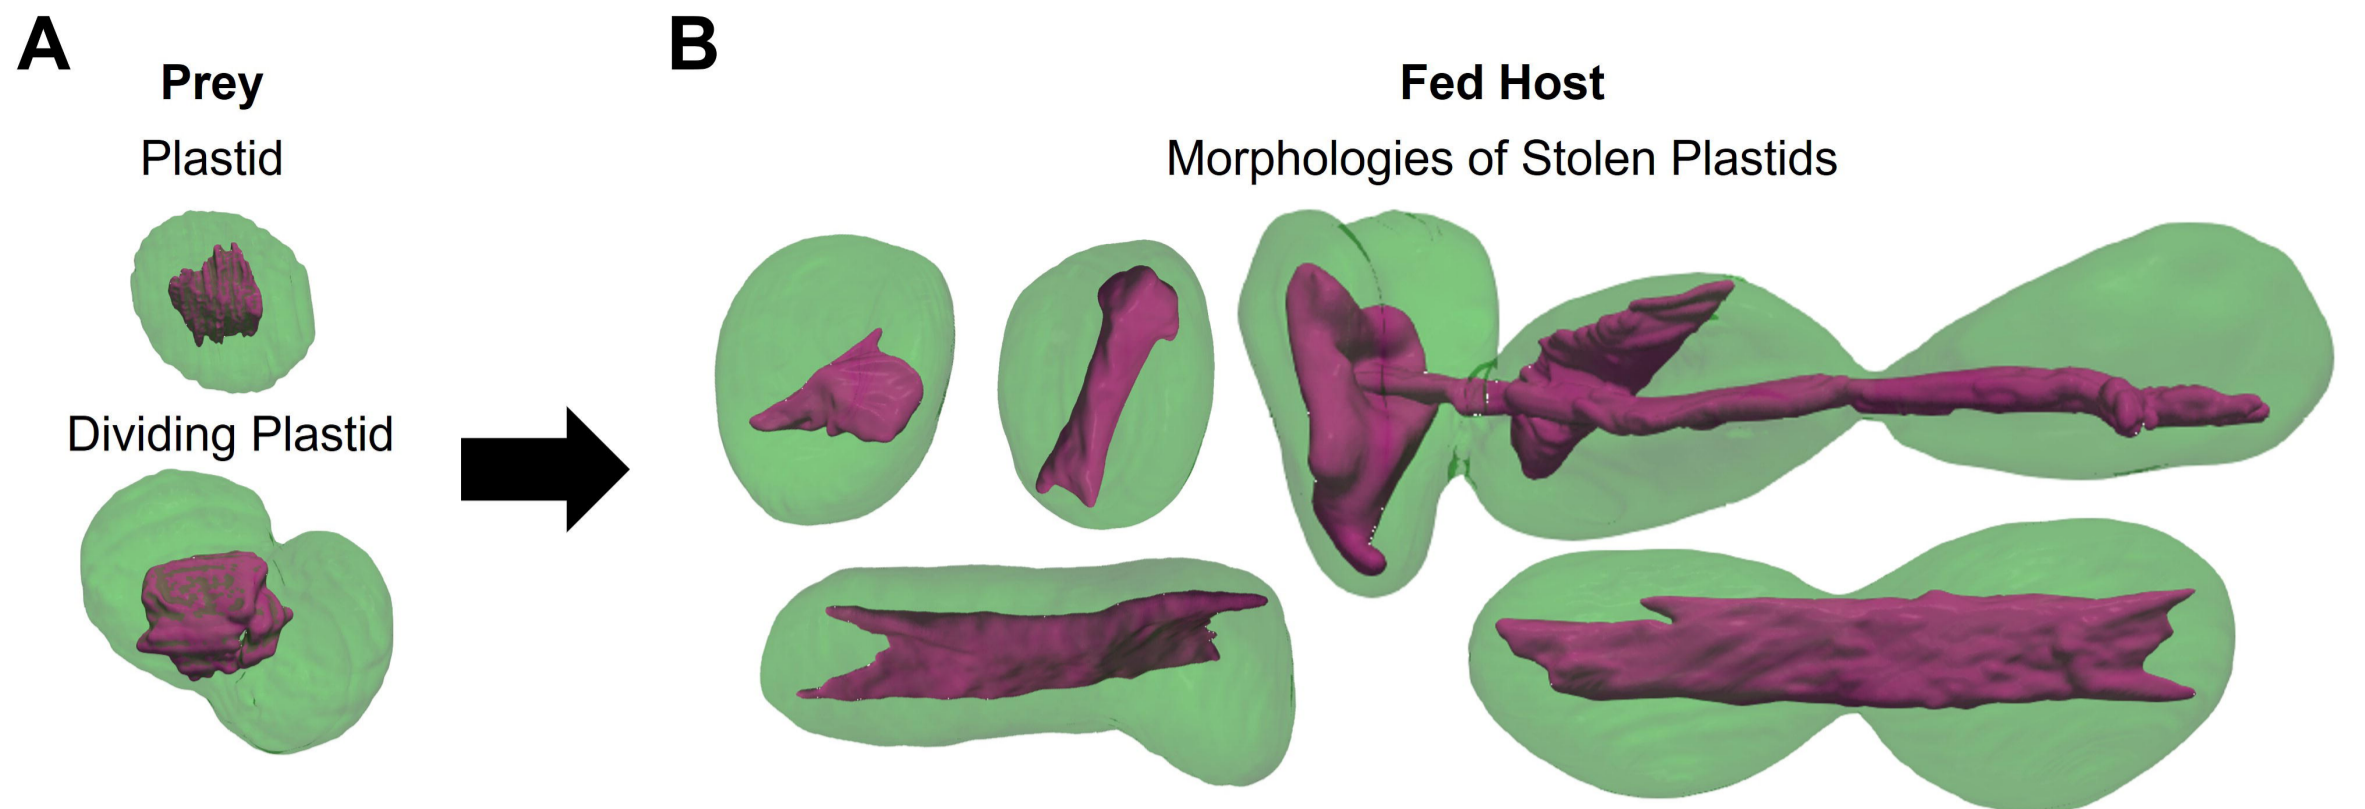 A
Prey
Plastid
Dividing Plastid
B
Fed Host
Morphologies of Stolen Plastids